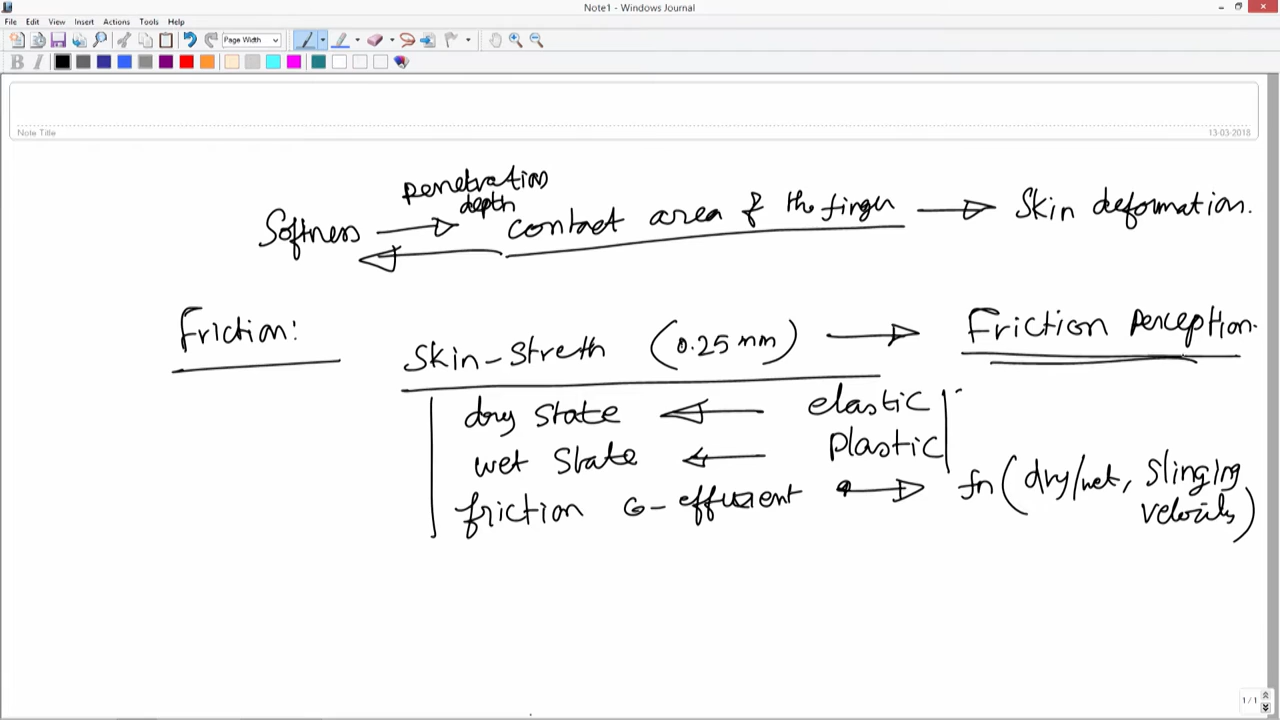 Note1 - Windows Journal
File Edit View Insert Actions Tools Help
Page Width
Note Title
13-03-2018
penetration
depth
Softness → contact area of the finger → Skin deformation.
Friction:
Skin-Streth (0.25 mm) → Friction perception.
dry state ← elastic
wet State ← plastic
friction co-efficient → fn (dry/wet, Slinging
velocity)
1/1